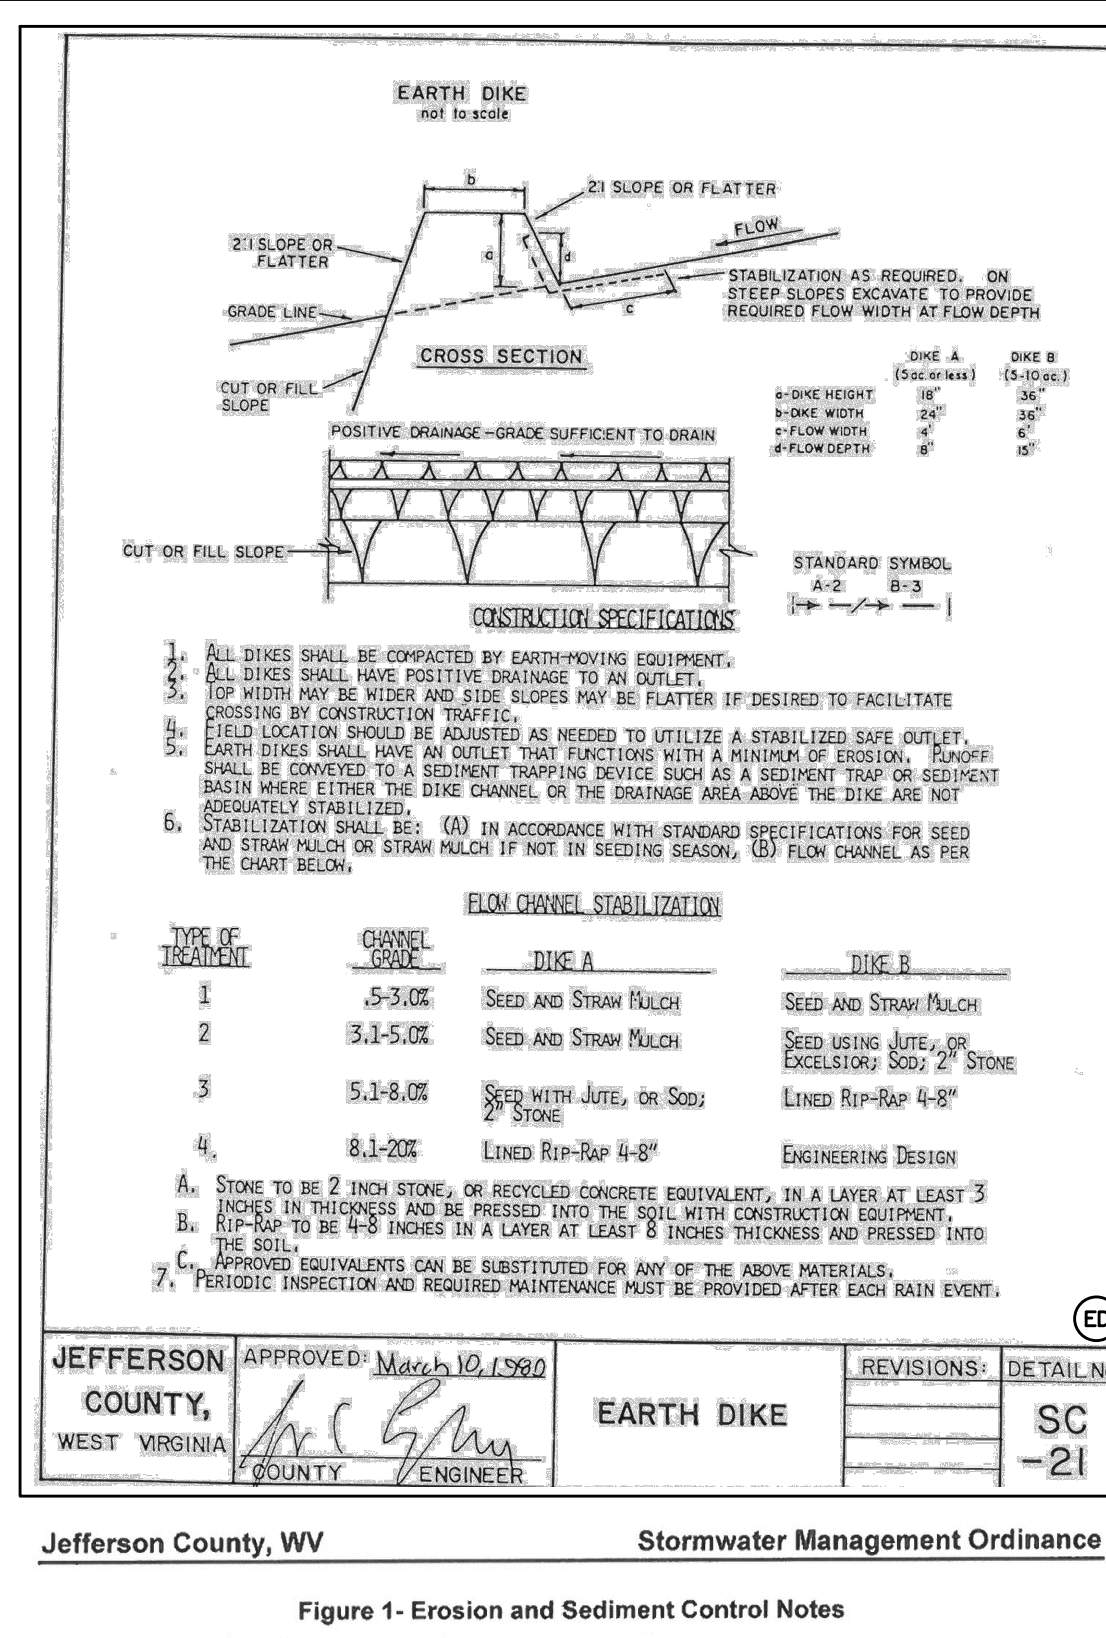 EARTH DIKE
not to scale
b
2:1 SLOPE OR FLATTER
FLOW
2:1 SLOPE OR
FLATTER
a
d
STABILIZATION AS REQUIRED. ON
STEEP SLOPES EXCAVATE TO PROVIDE
REQUIRED FLOW WIDTH AT FLOW DEPTH
c
GRADE LINE
CROSS SECTION
CUT OR FILL
SLOPE
DIKE A DIKE B
(5 ac. or less) (5-10 ac.)
a-DIKE HEIGHT 18" 36"
b-DIKE WIDTH 24" 36"
c-FLOW WIDTH 4' 6'
d-FLOW DEPTH 8" 15"
POSITIVE DRAINAGE-GRADE SUFFICIENT TO DRAIN
CUT OR FILL SLOPE
STANDARD SYMBOL
A-2 B-3
CONSTRUCTION SPECIFICATIONS
1. ALL DIKES SHALL BE COMPACTED BY EARTH-MOVING EQUIPMENT.
2. ALL DIKES SHALL HAVE POSITIVE DRAINAGE TO AN OUTLET.
3. TOP WIDTH MAY BE WIDER AND SIDE SLOPES MAY BE FLATTER IF DESIRED TO FACILITATE
CROSSING BY CONSTRUCTION TRAFFIC.
4. FIELD LOCATION SHOULD BE ADJUSTED AS NEEDED TO UTILIZE A STABILIZED SAFE OUTLET.
5. EARTH DIKES SHALL HAVE AN OUTLET THAT FUNCTIONS WITH A MINIMUM OF EROSION. RUNOFF
SHALL BE CONVEYED TO A SEDIMENT TRAPPING DEVICE SUCH AS A SEDIMENT TRAP OR SEDIMENT
BASIN WHERE EITHER THE DIKE CHANNEL OR THE DRAINAGE AREA ABOVE THE DIKE ARE NOT
ADEQUATELY STABILIZED.
6. STABILIZATION SHALL BE: (A) IN ACCORDANCE WITH STANDARD SPECIFICATIONS FOR SEED
AND STRAW MULCH OR STRAW MULCH IF NOT IN SEEDING SEASON, (B) FLOW CHANNEL AS PER
THE CHART BELOW.
FLOW CHANNEL STABILIZATION
TYPE OF
TREATMENT
CHANNEL
GRADE
DIKE A DIKE B
1 .5-3.0% SEED AND STRAW MULCH SEED AND STRAW MULCH
2 3.1-5.0% SEED AND STRAW MULCH SEED USING JUTE, OR
EXCELSIOR; SOD; 2" STONE
3 5.1-8.0% SEED WITH JUTE, OR SOD; LINED RIP-RAP 4-8"
2" STONE
4. 8.1-20% LINED RIP-RAP 4-8" ENGINEERING DESIGN
A. STONE TO BE 2 INCH STONE, OR RECYCLED CONCRETE EQUIVALENT, IN A LAYER AT LEAST 3
INCHES IN THICKNESS AND BE PRESSED INTO THE SOIL WITH CONSTRUCTION EQUIPMENT.
B. RIP-RAP TO BE 4-8 INCHES IN A LAYER AT LEAST 8 INCHES THICKNESS AND PRESSED INTO
THE SOIL.
C. APPROVED EQUIVALENTS CAN BE SUBSTITUTED FOR ANY OF THE ABOVE MATERIALS.
7. PERIODIC INSPECTION AND REQUIRED MAINTENANCE MUST BE PROVIDED AFTER EACH RAIN EVENT.
ED
JEFFERSON
COUNTY,
WEST VIRGINIA
APPROVED: March 10, 1980
COUNTY ENGINEER
EARTH DIKE
REVISIONS:
DETAIL N
SC
-21
Jefferson County, WV Stormwater Management Ordinance
Figure 1- Erosion and Sediment Control Notes